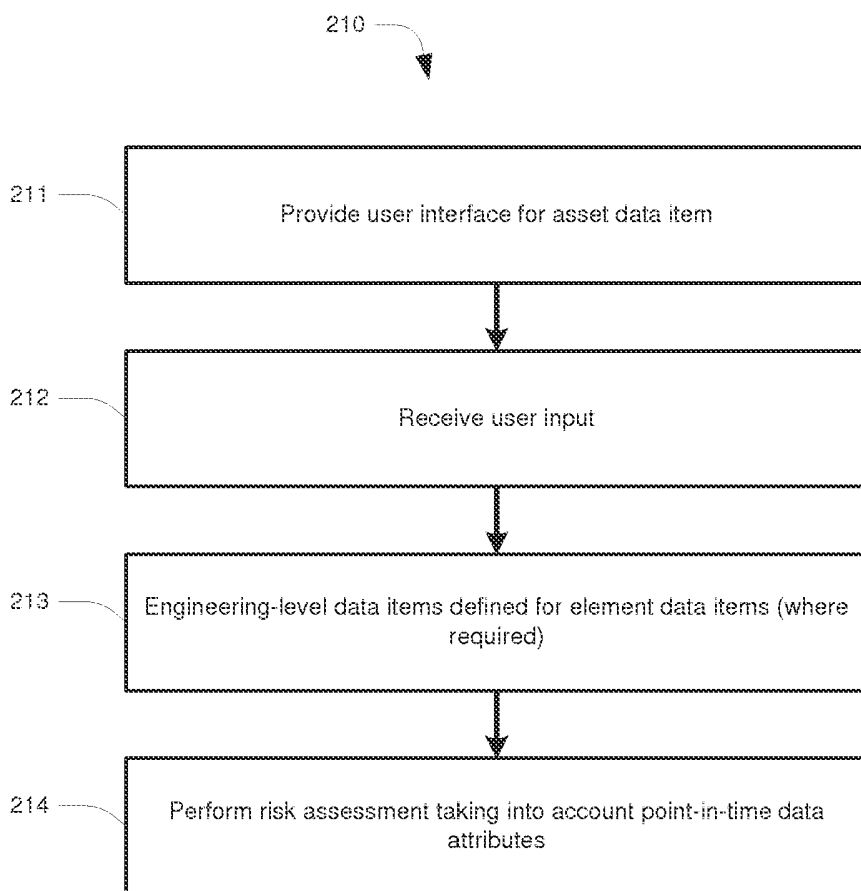 210
211
Provide user interface for asset data item
212
Receive user input
213
Engineering-level data items defined for element data items (where
required)
214
Perform risk assessment taking into account point-in-time data
attributes